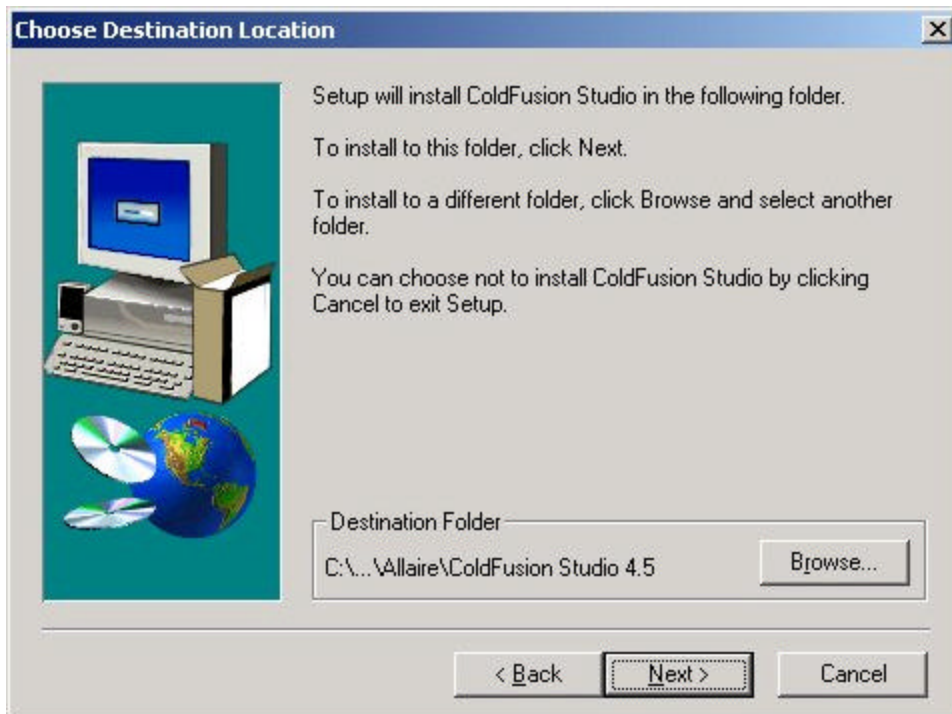 Choose Destination Location
Setup will install ColdFusion Studio in the following folder.
To install to this folder, click Next.
To install to a different folder, click Browse and select another
folder.
You can choose not to install ColdFusion Studio by clicking
Cancel to exit Setup.
Destination Folder
C:\...\Allaire\ColdFusion Studio 4.5
Browse...
< Back
Next >
Cancel